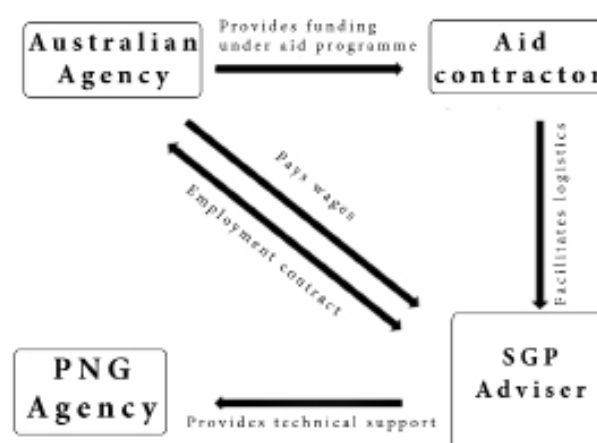 Australian
Agency
Provides funding
under aid programme
Aid
contractor
Pays wages
Employment contract
Facilitates logistics
PNG
Agency
Provides technical support
SGP
Adviser